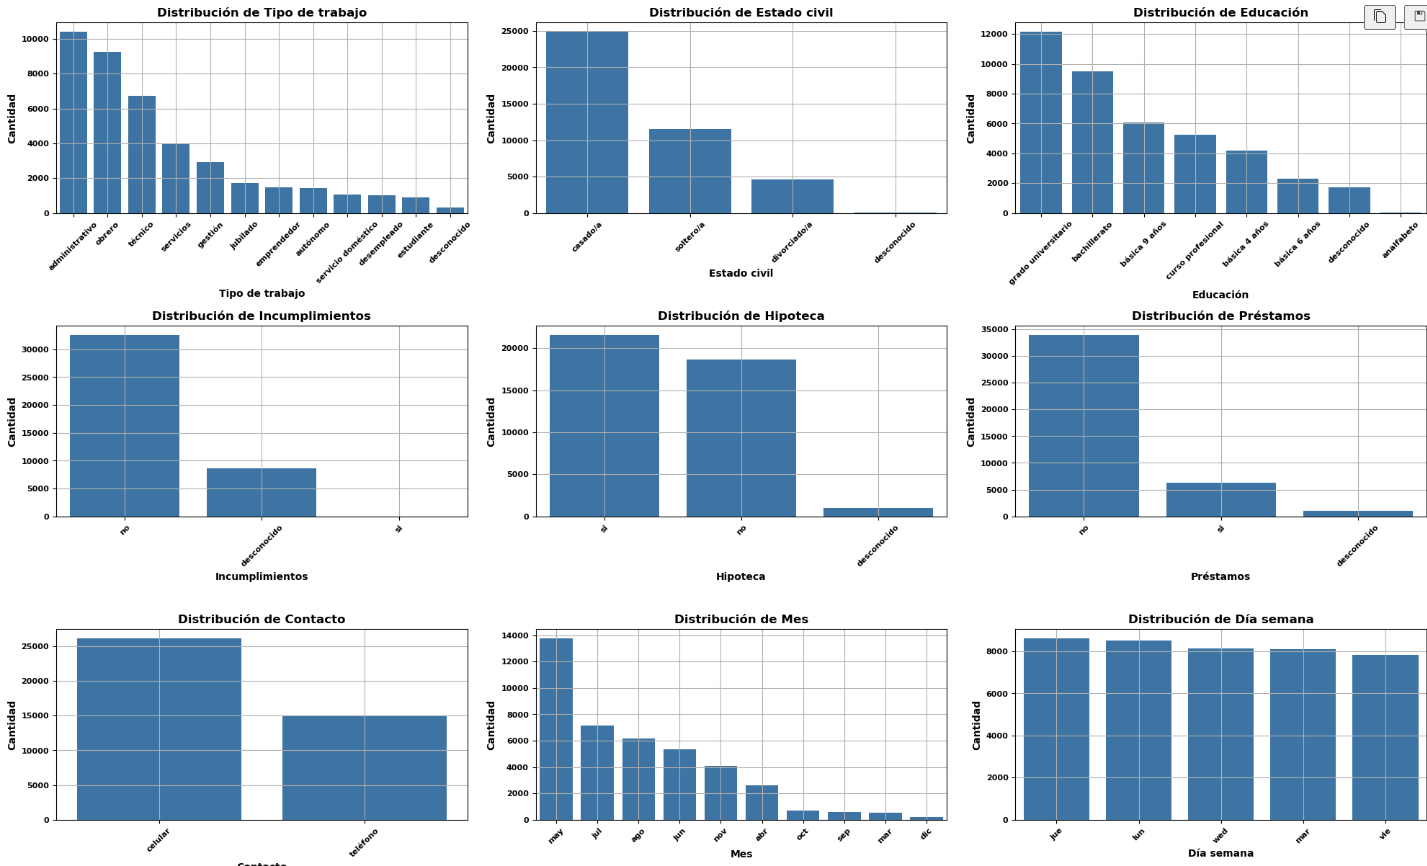 Distribución de Tipo de trabajo
Cantidad
10000
8000
6000
4000
2000
0
administrativo
obrero
técnico
servicios
gestión
jubilado
emprendedor
autónomo
servicio doméstico
desempleado
estudiante
desconocido
Tipo de trabajo
Distribución de Estado civil
Cantidad
25000
20000
15000
10000
5000
0
casado/a
soltero/a
divorciado/a
desconocido
Estado civil
Distribución de Educación
Cantidad
12000
10000
8000
6000
4000
2000
0
grado universitario
bachillerato
básica 9 años
curso profesional
básica 4 años
básica 6 años
desconocido
analfabeto
Educación
Distribución de Incumplimientos
Cantidad
30000
25000
20000
15000
10000
5000
0
no
desconocido
si
Incumplimientos
Distribución de Hipoteca
Cantidad
20000
15000
10000
5000
0
si
no
desconocido
Hipoteca
Distribución de Préstamos
Cantidad
35000
30000
25000
20000
15000
10000
5000
0
no
si
desconocido
Préstamos
Distribución de Contacto
Cantidad
25000
20000
15000
10000
5000
0
celular
teléfono
Contacto
Distribución de Mes
Cantidad
14000
12000
10000
8000
6000
4000
2000
0
may
jul
ago
jun
nov
abr
oct
sep
mar
dic
Mes
Distribución de Día semana
Cantidad
8000
6000
4000
2000
0
jue
lun
wed
mar
vie
Día semana